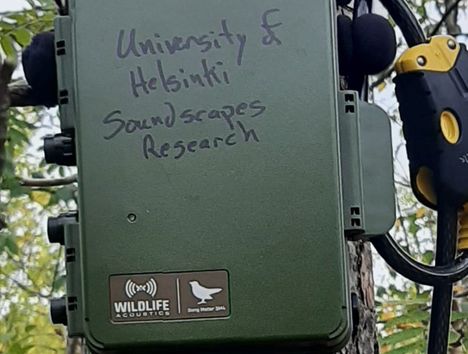 University of
Helsinki
Soundscapes
Research
WILDLIFE
ACOUSTICS
Song Meter SM4